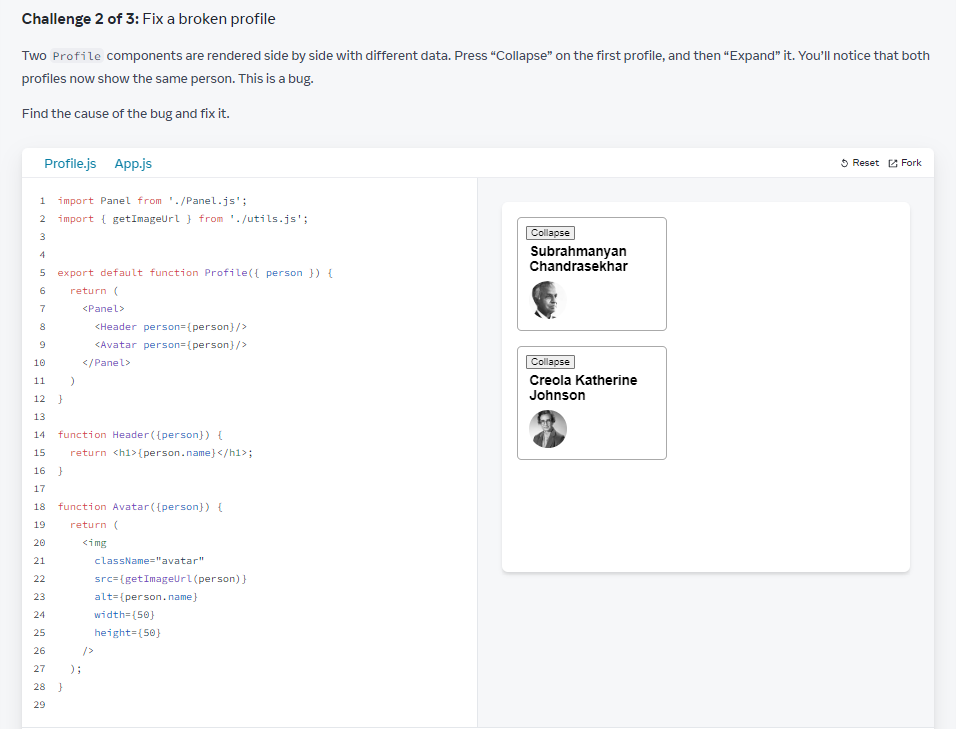 Challenge 2 of 3: Fix a broken profile
Two Profile components are rendered side by side with different data. Press “Collapse” on the first profile, and then “Expand” it. You’ll notice that both
profiles now show the same person. This is a bug.
Find the cause of the bug and fix it.
Profile.js App.js Reset Fork
1 import Panel from './Panel.js';
2 import { getImageUrl } from './utils.js';
3
4
5 export default function Profile({ person }) {
6 return (
7 <Panel>
8 <Header person={person}/>
9 <Avatar person={person}/>
10 </Panel>
11 )
12 }
13
14 function Header({person}) {
15 return <h1>{person.name}</h1>;
16 }
17
18 function Avatar({person}) {
19 return (
20 <img
21 className="avatar"
22 src={getImageUrl(person)}
23 alt={person.name}
24 width={50}
25 height={50}
26 />
27 );
28 }
29
Collapse
Subrahmanyan
Chandrasekhar
Collapse
Creola Katherine
Johnson